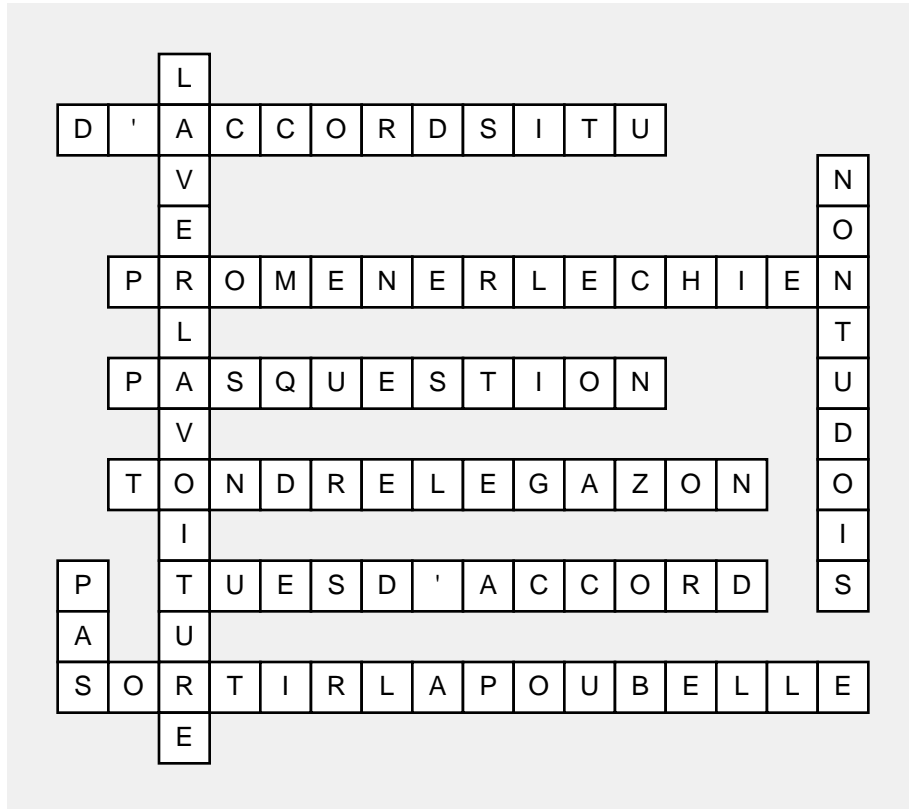 LAVERLAVOITURE
D'ACCORDSITU
NONTUDOIS
PROMENERLECHIEN
PASQUESTION
TONDRELEGAZON
PAS
TUESD'ACCORD
SORTIRLAPOUBELLE